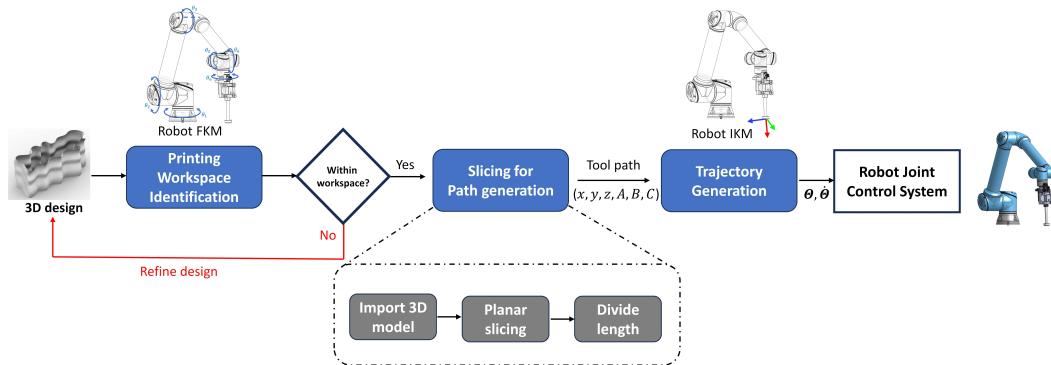 Robot FKM
Robot IKM
3D design
Printing
Workspace
Identification
Within
workspace?
Yes
No
Refine design
Slicing for
Path generation
Tool path
(x, y, z, A, B, C)
Trajectory
Generation
Θ, Θ̇
Robot Joint
Control System
Import 3D
model
Planar
slicing
Divide
length